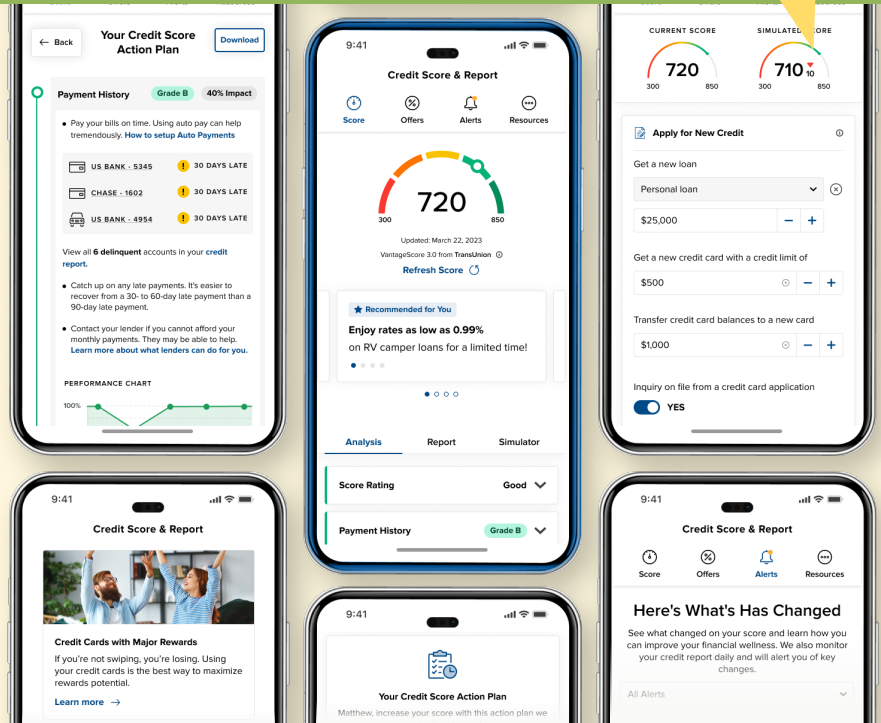 ← Back
Your Credit Score
Action Plan
Download
Payment History
Grade B
40% Impact
Pay your bills on time. Using auto pay can help
tremendously. How to setup Auto Payments
US BANK - 5345
! 30 DAYS LATE
CHASE - 1602
! 30 DAYS LATE
US BANK - 4954
! 30 DAYS LATE
View all 6 delinquent accounts in your credit
report.
Catch up on any late payments. It's easier to
recover from a 30- to 60-day late payment than a
90-day late payment.
Contact your lender if you cannot afford your
monthly payments. They may be able to help.
Learn more about what lenders can do for you.
PERFORMANCE CHART
100%
9:41
Credit Score & Report
Score
Offers
Alerts
Resources
720
300
850
Updated: March 22, 2023
VantageScore 3.0 from TransUnion
Refresh Score
Recommended for You
Enjoy rates as low as 0.99%
on RV camper loans for a limited time!
Analysis
Report
Simulator
Score Rating
Good
Payment History
Grade B
CURRENT SCORE
720
300
850
710
10
300
850
Apply for New Credit
Get a new loan
Personal loan
$25,000
− +
Get a new credit card with a credit limit of
$500
− +
Transfer credit card balances to a new card
$1,000
− +
Inquiry on file from a credit card application
YES
9:41
Credit Score & Report
Credit Cards with Major Rewards
If you're not swiping, you're losing. Using
your credit cards is the best way to maximize
rewards potential.
Learn more →
9:41
Your Credit Score Action Plan
Matthew, increase your score with this action plan we
9:41
Credit Score & Report
Score
Offers
Alerts
Resources
Here's What's Has Changed
See what changed on your score and learn how you
can improve your financial wellness. We also monitor
your credit report daily and will alert you of key
changes.
All Alerts